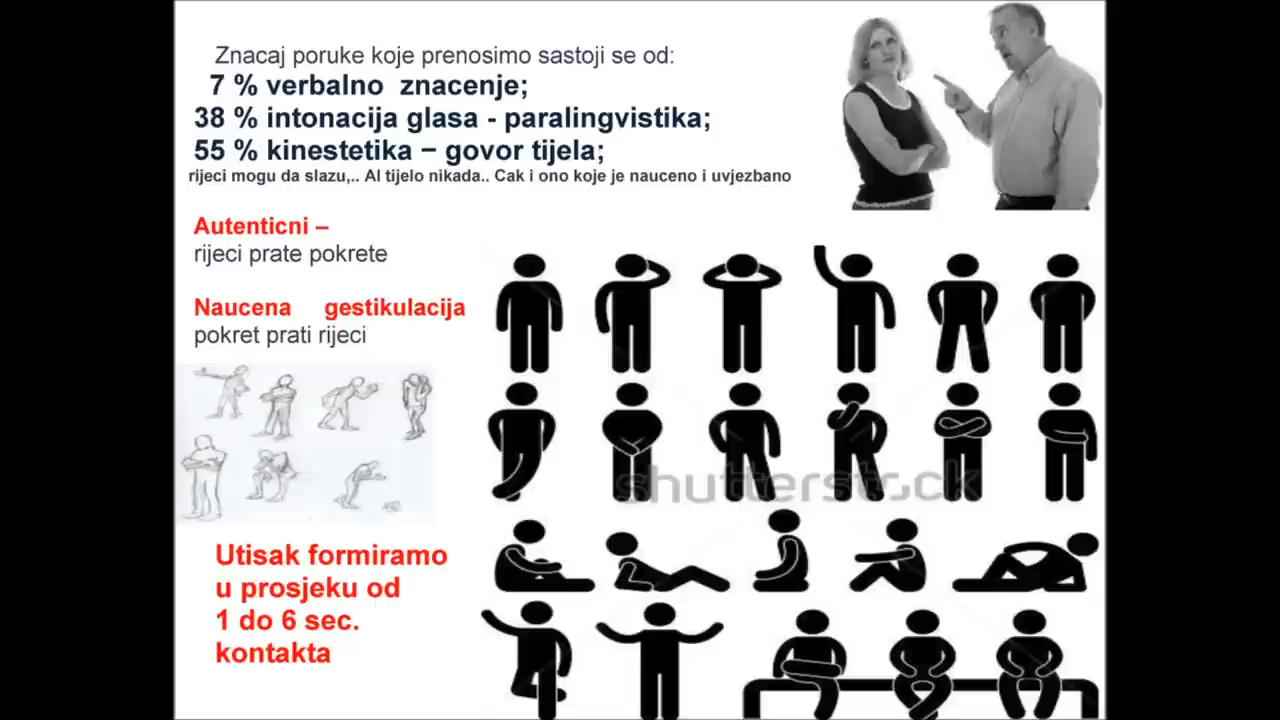 Znacaj poruke koje prenosimo sastoji se od:
7 % verbalno znacenje;
38 % intonacija glasa - paralingvistika;
55 % kinestetika – govor tijela;
rijeci mogu da slazu,.. Al tijelo nikada.. Cak i ono koje je nauceno i uvjezbano
Autenticni –
rijeci prate pokrete
Naucena gestikulacija
pokret prati rijeci
Utisak formiramo
u prosjeku od
1 do 6 sec.
kontakta
shutterstock